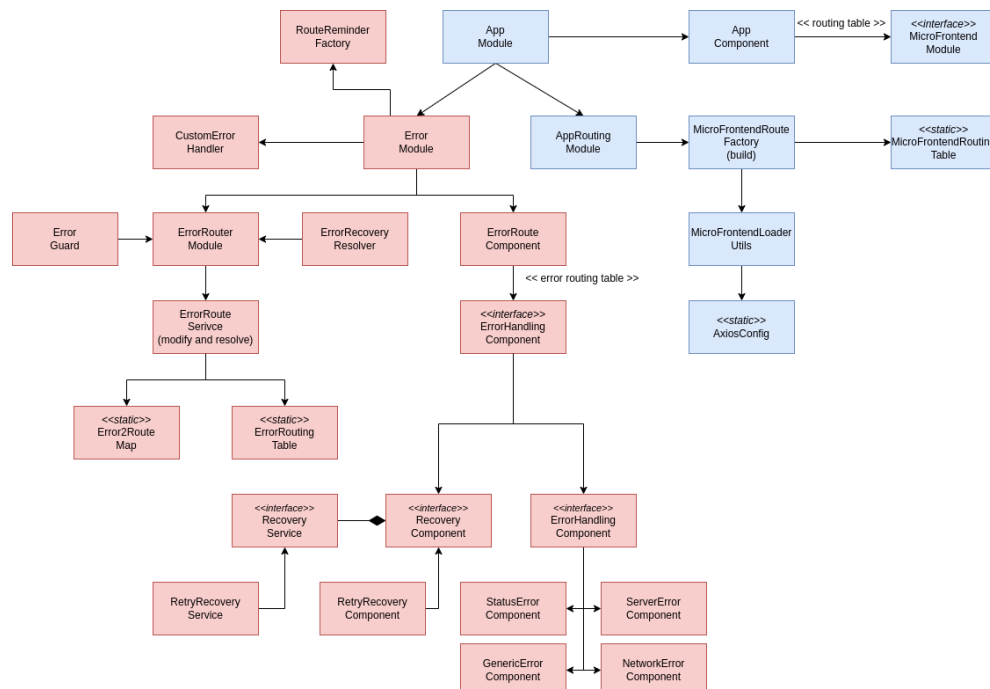 RouteReminder
Factory
App
Module
App
Component
<< routing table >>
<<interface>>
MicroFrontend
Module
CustomError
Handler
Error
Module
AppRouting
Module
MicroFrontendRoute
Factory
(build)
<<static>>
MicroFrontendRoutin
Table
Error
Guard
ErrorRouter
Module
ErrorRecovery
Resolver
ErrorRoute
Component
MicroFrontendLoader
Utils
<< error routing table >>
ErrorRoute
Serivce
(modify and resolve)
<<interface>>
ErrorHandling
Component
<<static>>
AxiosConfig
<<static>>
Error2Route
Map
<<static>>
ErrorRouting
Table
<<interface>>
Recovery
Service
<<interface>>
Recovery
Component
<<interface>>
ErrorHandling
Component
RetryRecovery
Service
RetryRecovery
Component
StatusError
Component
ServerError
Component
GenericError
Component
NetworkError
Component